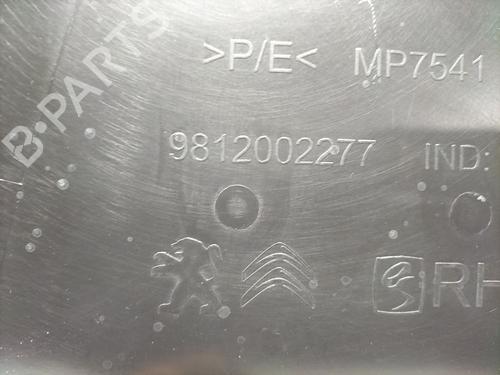 B-PARTS
>P/E< MP7541
9812002277 IND:
RH